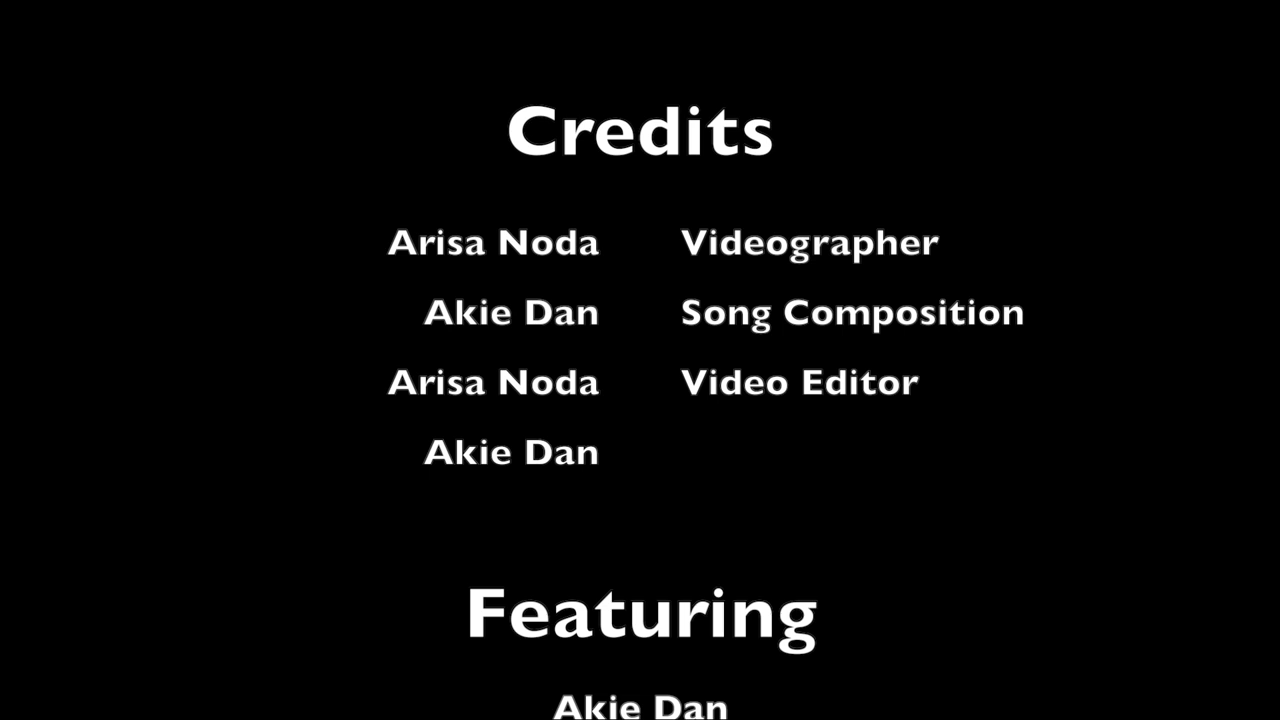 Credits
Arisa Noda Videographer
Akie Dan Song Composition
Arisa Noda Video Editor
Akie Dan
Featuring
Akie Dan